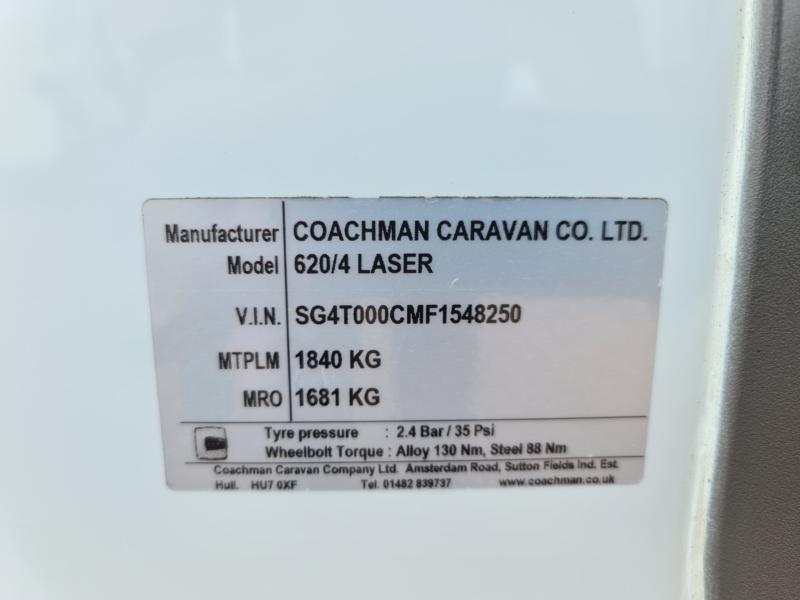 Manufacturer COACHMAN CARAVAN CO. LTD.
Model 620/4 LASER
V.I.N. SG4T000CMF1548250
MTPLM 1840 KG
MRO 1681 KG
Tyre pressure : 2.4 Bar / 35 Psi
Wheelbolt Torque : Alloy 130 Nm, Steel 88 Nm
Coachman Caravan Company Ltd. Amsterdam Road, Sutton Fields Ind. Est.
Hull. HU7 0XF Tel. 01482 839737 www.coachman.co.uk